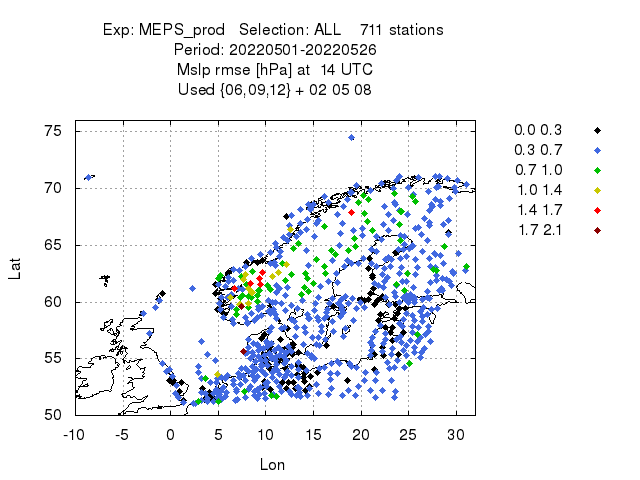 Exp: MEPS_prod   Selection: ALL    711 stations
Period: 20220501-20220526
Mslp rmse [hPa] at  14 UTC
Used {06,09,12} + 02 05 08
0.0 0.3
0.3 0.7
0.7 1.0
1.0 1.4
1.4 1.7
1.7 2.1
75
70
65
60
55
50
Lat
-10 -5 0 5 10 15 20 25 30
Lon